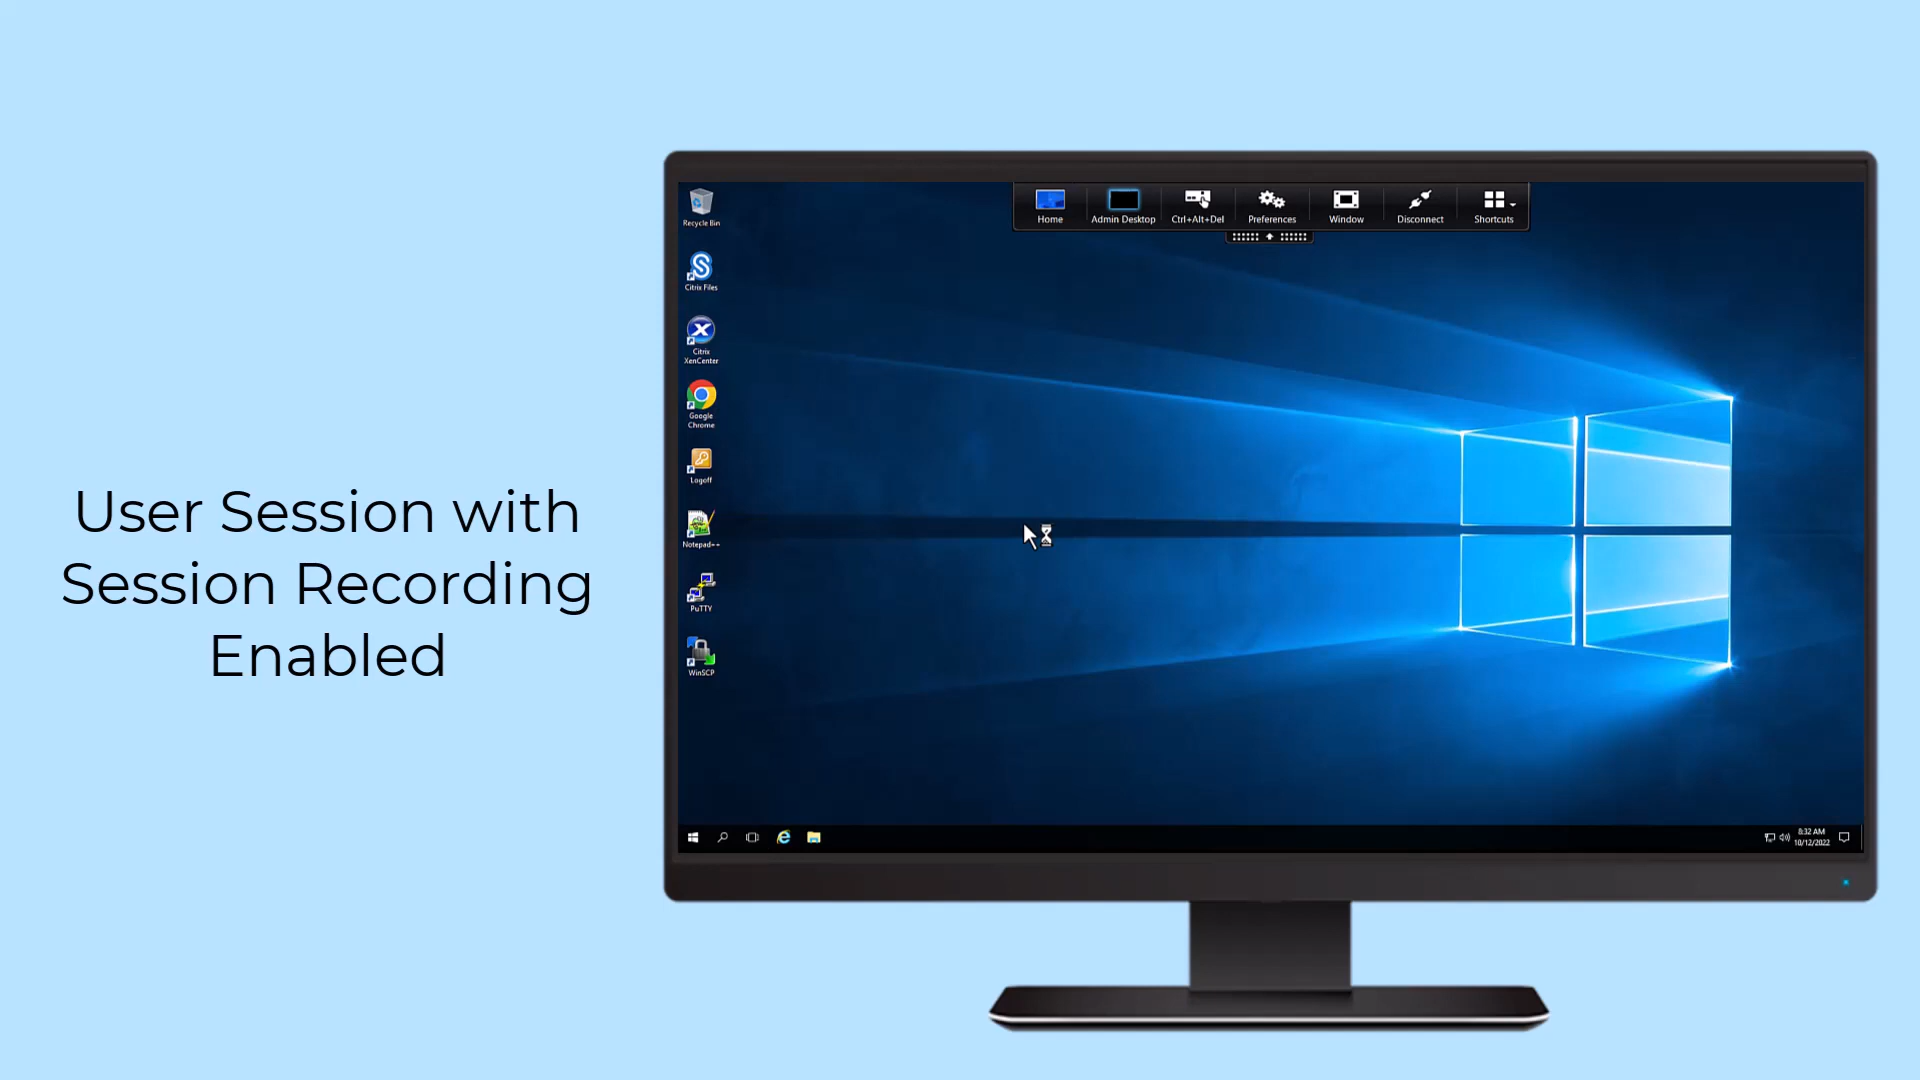 User Session with
Session Recording
Enabled
Home
Admin Desktop
Ctrl+Alt+Del
Preferences
Window
Disconnect
Shortcuts
Recycle Bin
Citrix Files
Citrix
XenCenter
Google
Chrome
Logoff
Notepad++
PuTTY
WinSCP
8:32 AM
10/12/2022